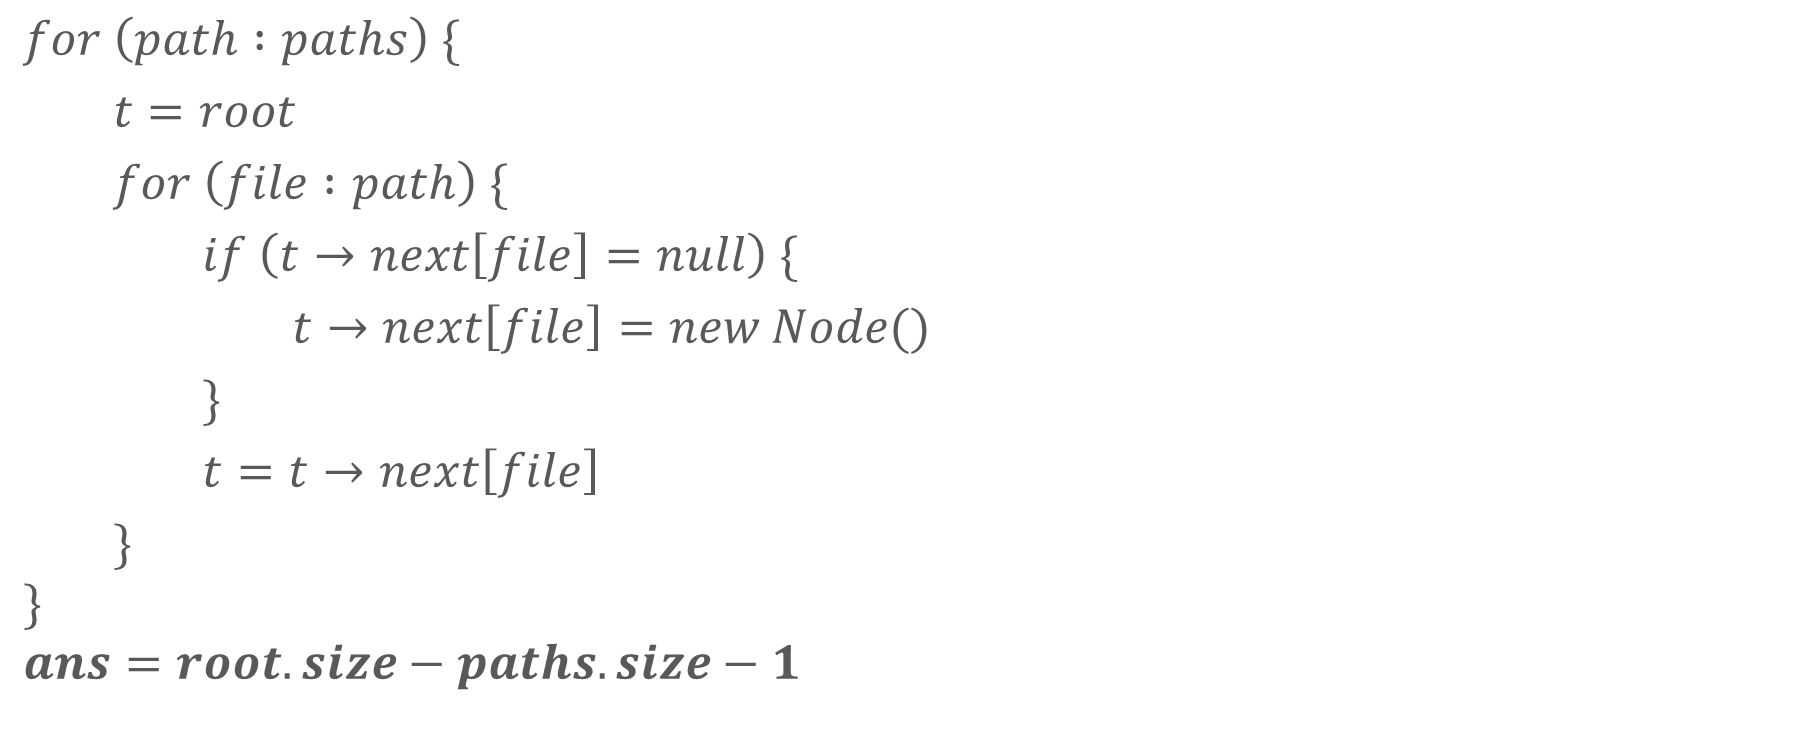 for (path : paths) {
t = root
for (file : path) {
if (t → next[file] = null) {
t → next[file] = new Node()
}
t = t → next[file]
}
}
ans = root. size − paths. size − 1